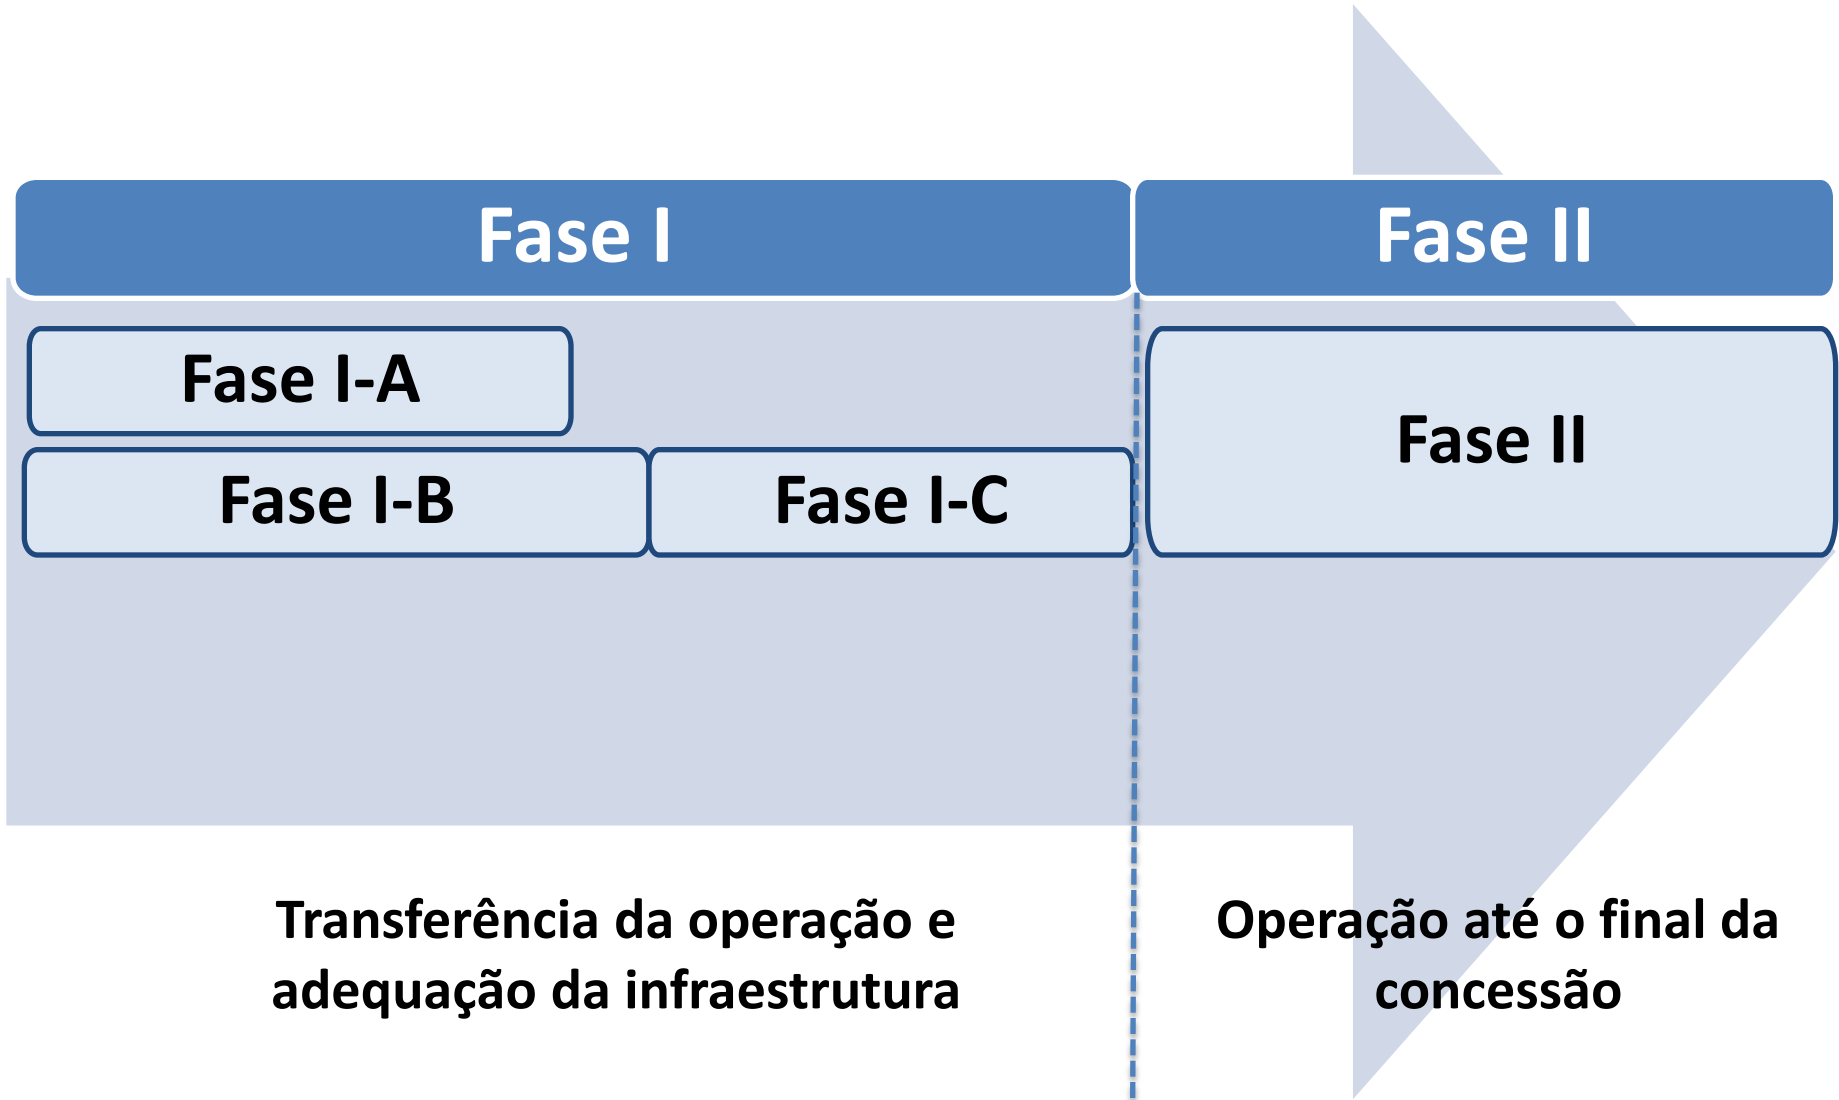 Fase I
Fase II
Fase I-A
Fase I-B
Fase I-C
Fase II
Transferência da operação e
adequação da infraestrutura
Operação até o final da
concessão